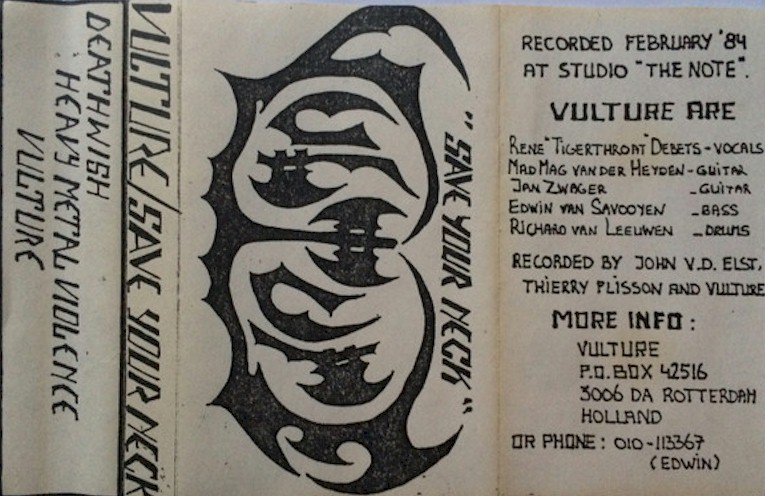 DEATHWISH
HEAVY METAL VIOLENCE
VULTURE
VULTURE/SAVE YOUR NECK
"SAVE YOUR NECK"
RECORDED FEBRUARY '84
AT STUDIO "THE NOTE".
VULTURE ARE
RENE "TIGERTHROAT" DEBETS - VOCALS
MAD MAG VAN DER HEYDEN - GUITAR
JAN ZWAGER - GUITAR
EDWIN VAN SAVOOYEN - BASS
RICHARD VAN LEEUWEN - DRUMS
RECORDED BY JOHN V.D. ELST,
THIERRY PLISSON AND VULTURE
MORE INFO :
VULTURE
P.O. BOX 42516
3006 DA ROTTERDAM
HOLLAND
OR PHONE : 010-113367
(EDWIN)